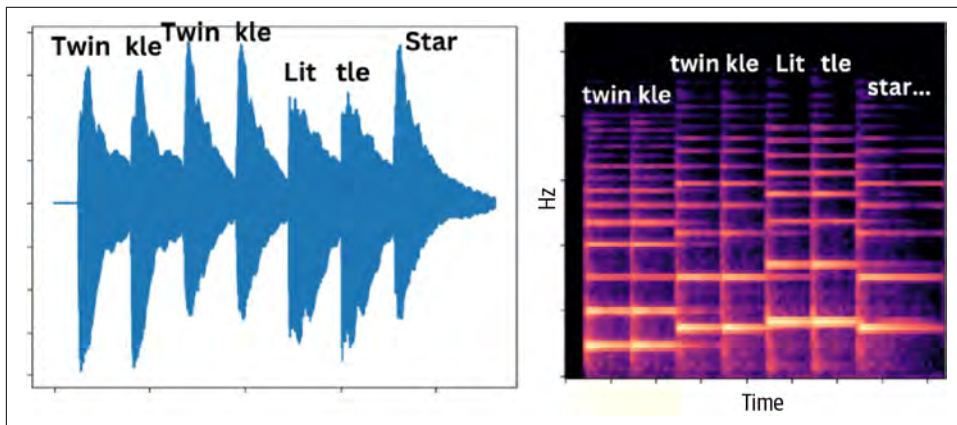 Twin kle Twin kle
Lit tle
Star
twin kle
twin kle
Lit tle
star...
Hz
Time